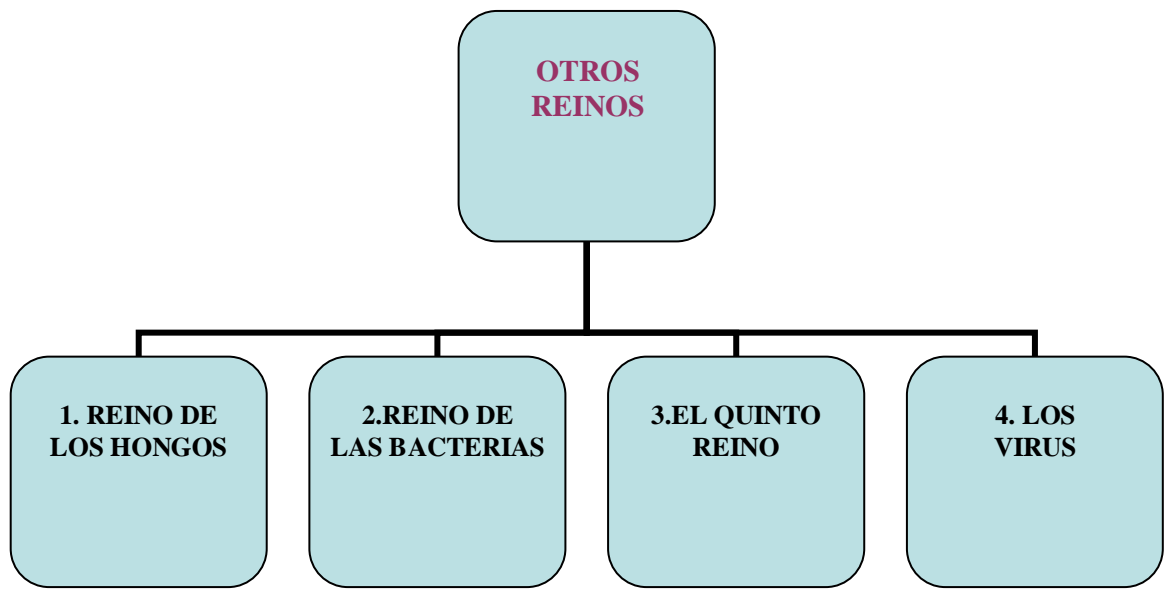 OTROS
REINOS
1. REINO DE
LOS HONGOS
2.REINO DE
LAS BACTERIAS
3.EL QUINTO
REINO
4. LOS
VIRUS